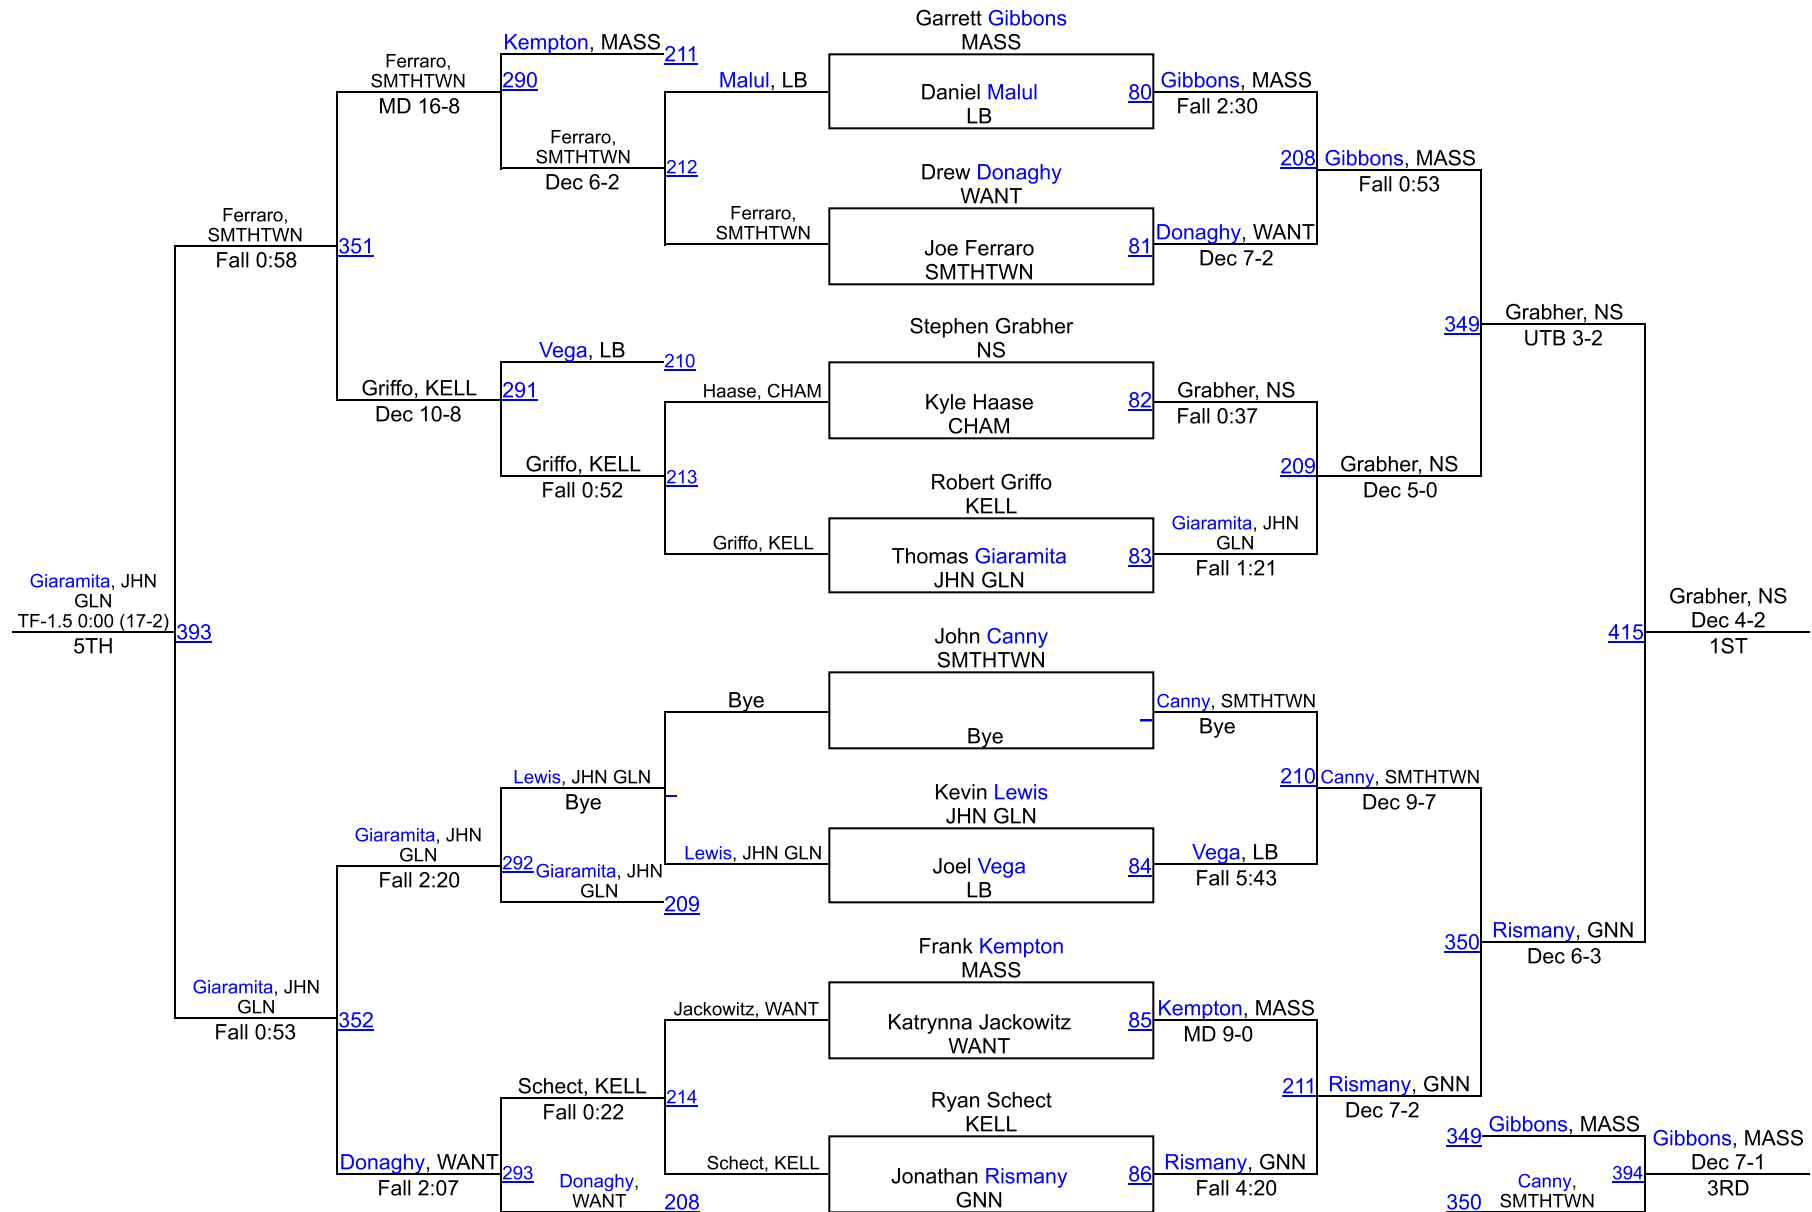 Garrett Gibbons
MASS
Kempton, MASS
211
Ferraro,
SMTHTWN
290
MD 16-8
Malul, LB
Daniel Malul
LB
80
Gibbons, MASS
Fall 2:30
Ferraro,
SMTHTWN
Dec 6-2
212
208
Gibbons, MASS
Fall 0:53
Drew Donaghy
WANT
Ferraro,
SMTHTWN
Joe Ferraro
SMTHTWN
81
Donaghy, WANT
Dec 7-2
Ferraro,
SMTHTWN
Fall 0:58
351
Stephen Grabher
NS
349
Grabher, NS
UTB 3-2
Vega, LB
210
Griffo, KELL
Dec 10-8
291
Haase, CHAM
Kyle Haase
CHAM
82
Grabher, NS
Fall 0:37
Griffo, KELL
Fall 0:52
213
209
Grabher, NS
Dec 5-0
Robert Griffo
KELL
Griffo, KELL
Thomas Giaramita
JHN GLN
83
Giaramita, JHN
GLN
Fall 1:21
Giaramita, JHN
GLN
TF-1.5 0:00 (17-2)
5TH
393
415
Grabher, NS
Dec 4-2
1ST
John Canny
SMTHTWN
Bye
Bye
Canny, SMTHTWN
Bye
Lewis, JHN GLN
Bye
210
Canny, SMTHTWN
Dec 9-7
Kevin Lewis
JHN GLN
Giaramita, JHN
GLN
Fall 2:20
292
Giaramita, JHN
GLN
209
Lewis, JHN GLN
Joel Vega
LB
84
Vega, LB
Fall 5:43
Frank Kempton
MASS
350
Rismany, GNN
Dec 6-3
Giaramita, JHN
GLN
Fall 0:53
352
Jackowitz, WANT
Katrynna Jackowitz
WANT
85
Kempton, MASS
MD 9-0
Schect, KELL
Fall 0:22
214
211
Rismany, GNN
Dec 7-2
Ryan Schect
KELL
Donaghy, WANT
Fall 2:07
293
Donaghy,
WANT
208
Schect, KELL
Jonathan Rismany
GNN
86
Rismany, GNN
Fall 4:20
349
Gibbons, MASS
Gibbons, MASS
Dec 7-1
3RD
394
Canny,
SMTHTWN
350